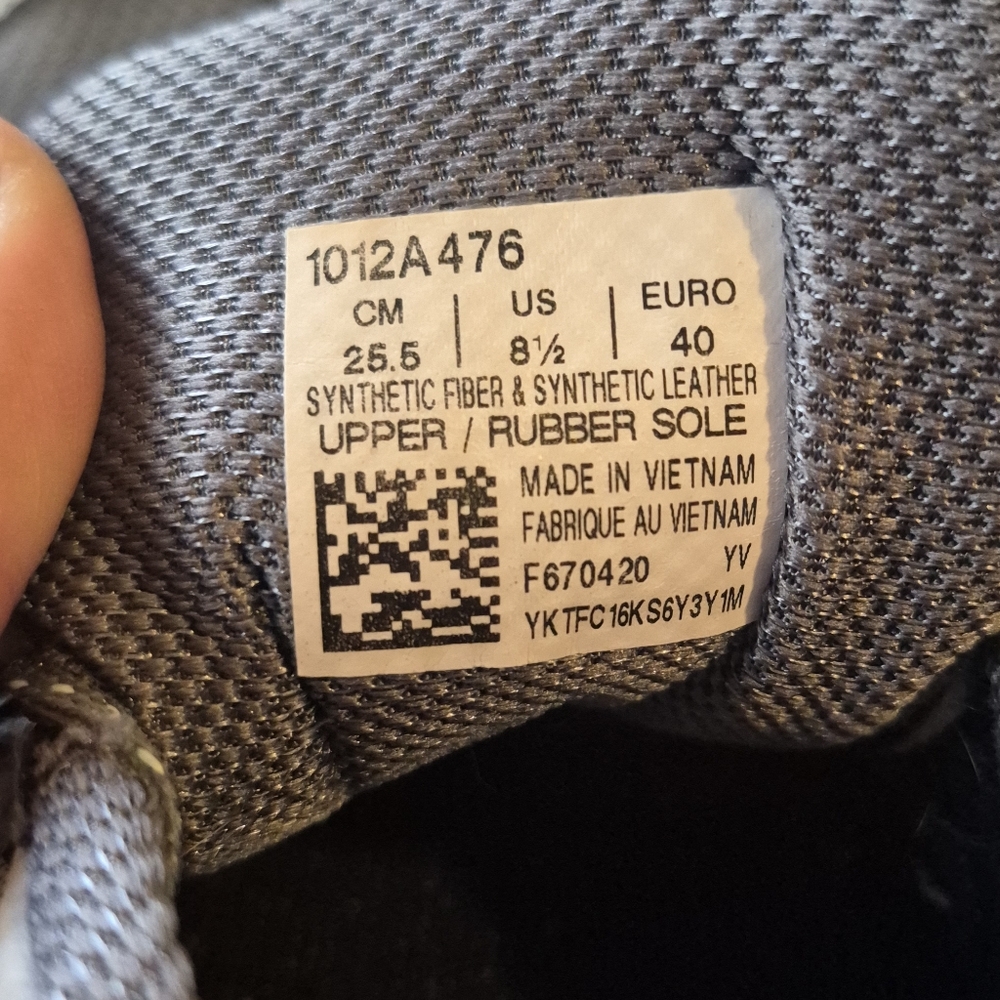 1012A476
CM | US | EURO
25.5 | 8½ | 40
SYNTHETIC FIBER & SYNTHETIC LEATHER
UPPER / RUBBER SOLE
MADE IN VIETNAM
FABRIQUE AU VIETNAM
F670420 YV
YKTFC16KS6Y3Y1M